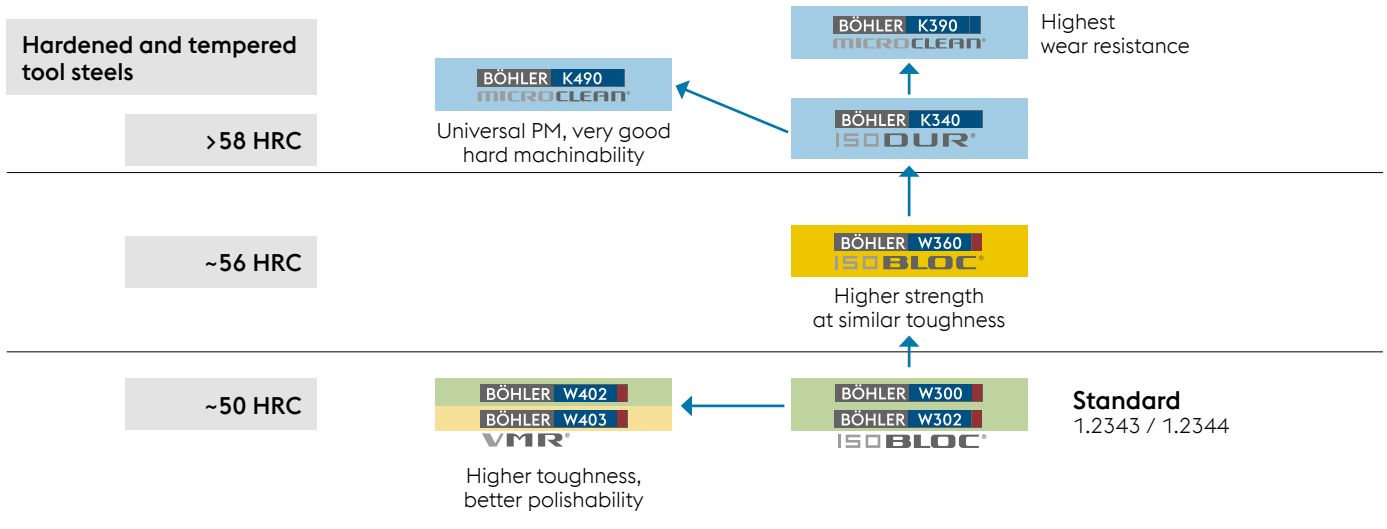 Hardened and tempered
tool steels
BÖHLER K390
MICROCLEAN®
Highest
wear resistance
BÖHLER K490
MICROCLEAN®
Universal PM, very good
hard machinability
BÖHLER K340
ISODUR®
>58 HRC
~56 HRC
BÖHLER W360
ISOBLOC®
Higher strength
at similar toughness
~50 HRC
BÖHLER W402
BÖHLER W403
VMR®
Higher toughness,
better polishability
BÖHLER W300
BÖHLER W302
ISOBLOC®
Standard
1.2343 / 1.2344